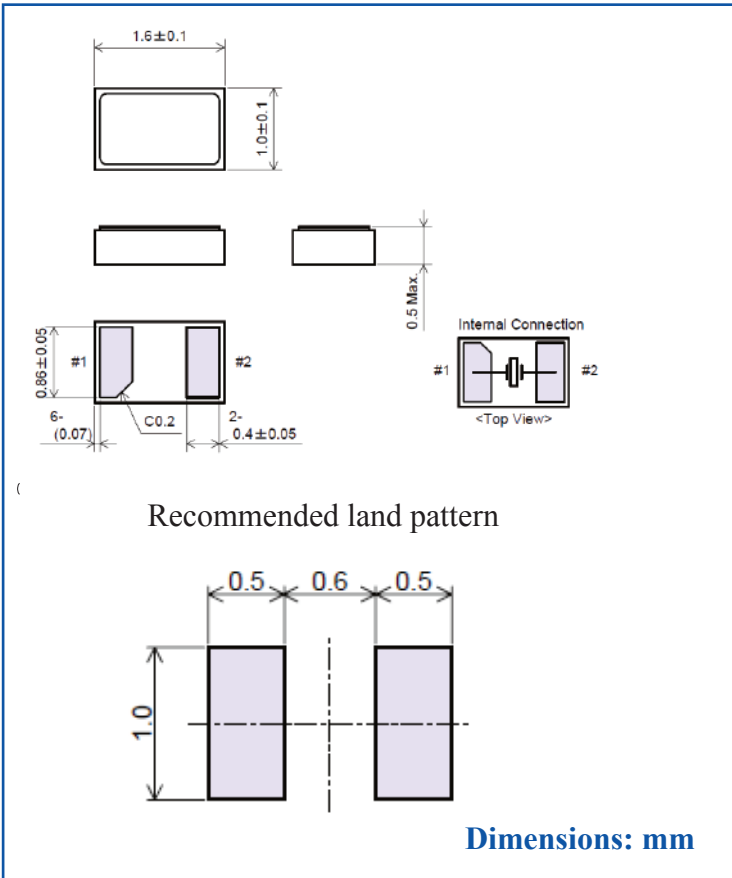 1.6±0.1
1.0±0.1
0.5 Max.
0.86±0.05
#1
#2
6-
(0.07)
C0.2
2-
0.4±0.05
Internal Connection
#1
#2
<Top View>
(
Recommended land pattern
0.5
0.6
0.5
1.0
Dimensions: mm